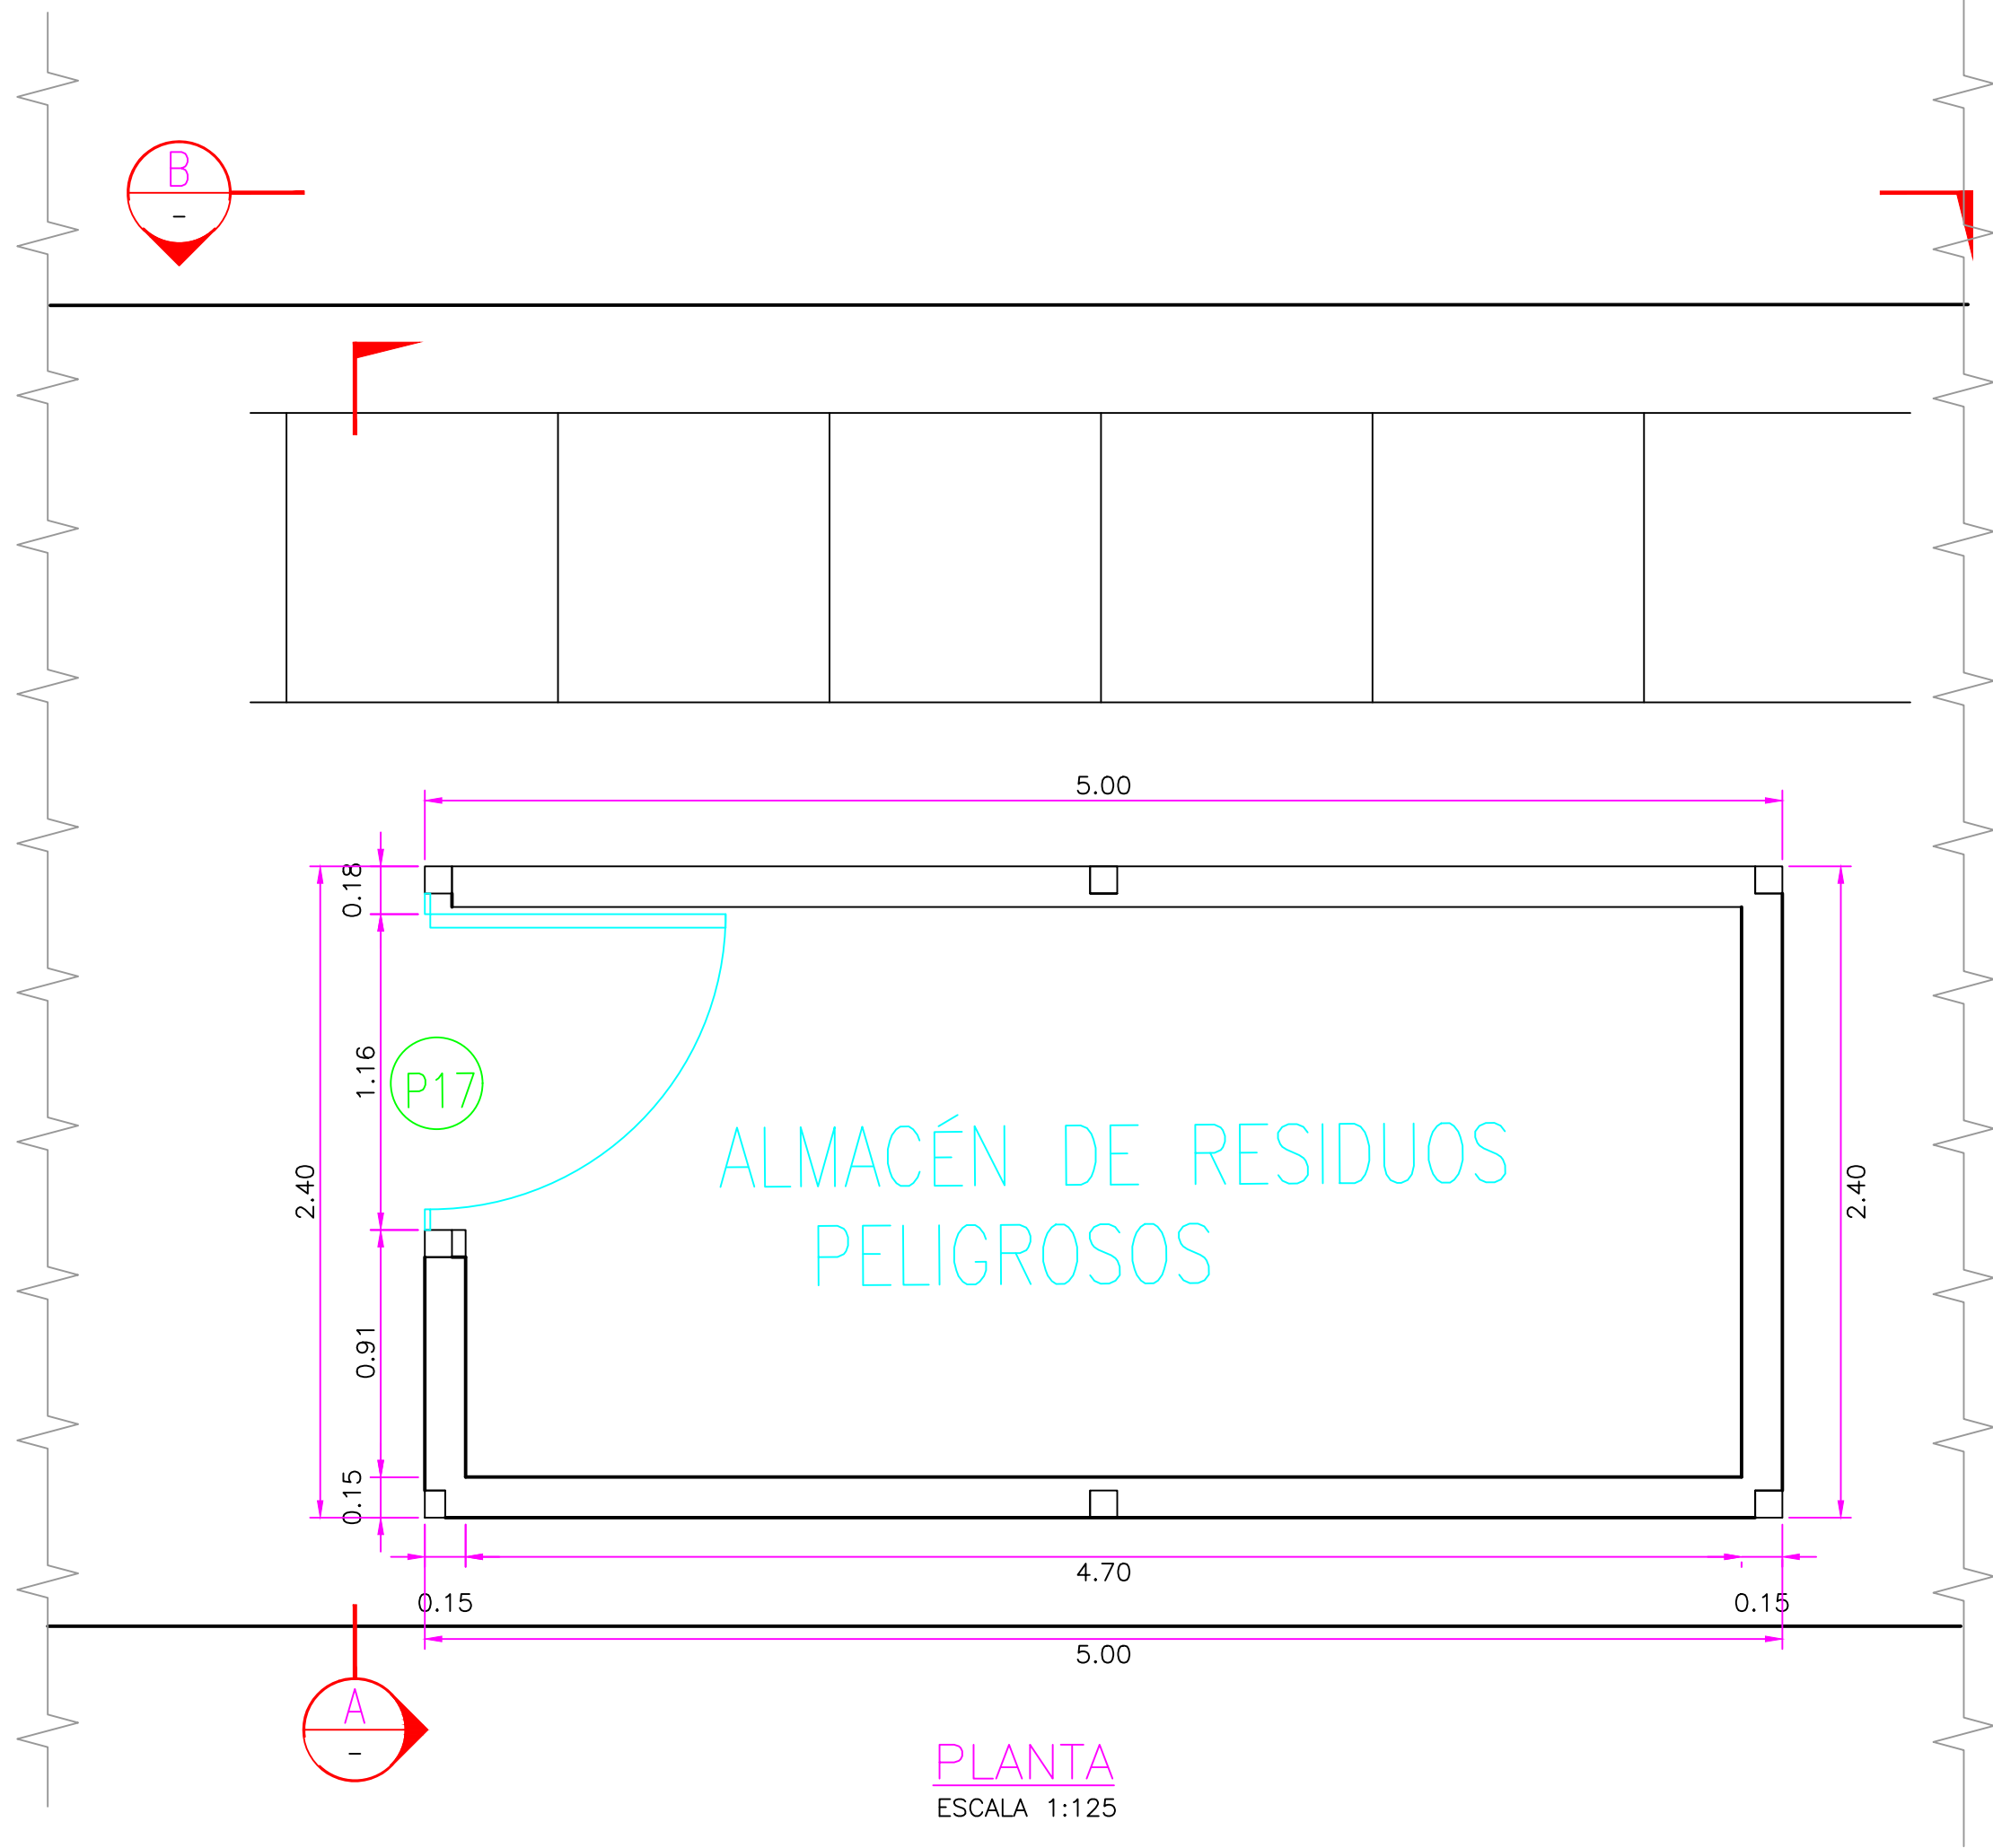 B
-
5.00
0.18
1.16
P17
ALMACÉN DE RESIDUOS
PELIGROSOS
2.40
2.40
0.91
0.15
4.70
0.15
0.15
5.00
A
-
PLANTA
ESCALA 1:125